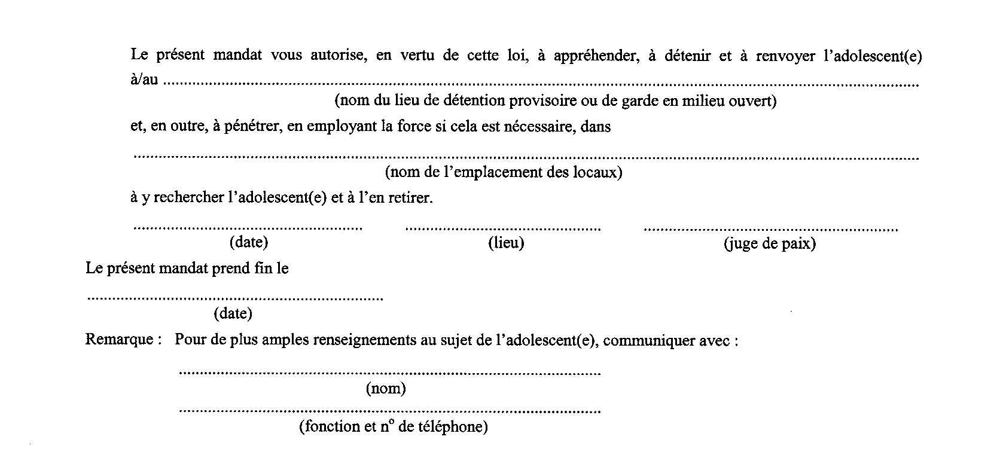 Le présent mandat vous autorise, en vertu de cette loi, à appréhender, à détenir et à renvoyer l’adolescent(e)
à/au ........................................................................................................................
(nom du lieu de détention provisoire ou de garde en milieu ouvert)
et, en outre, à pénétrer, en employant la force si cela est nécessaire, dans
........................................................................................................................
(nom de l’emplacement des locaux)
à y rechercher l’adolescent(e) et à l’en retirer.
........................................ ........................................ ........................................
(date) (lieu) (juge de paix)
Le présent mandat prend fin le
........................................
(date)
Remarque : Pour de plus amples renseignements au sujet de l’adolescent(e), communiquer avec :
........................................
(nom)
........................................
(fonction et nº de téléphone)